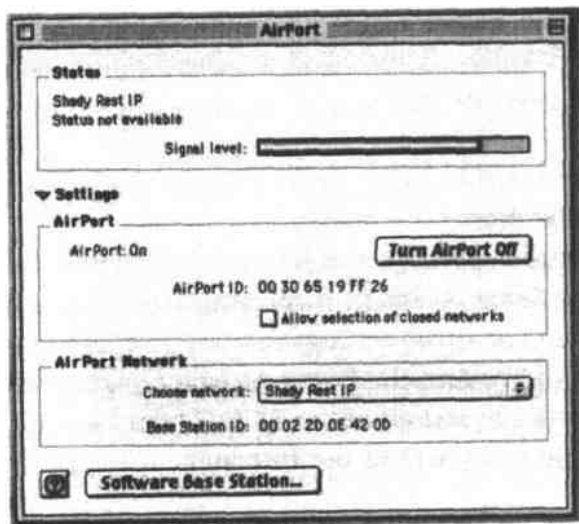 AirPort
Status
Shady Rest IP
Status not available
Signal level:
Settings
AirPort
AirPort: On
Turn AirPort Off
AirPort ID: 00 30 65 19 FF 26
Allow selection of closed networks
AirPort Network
Choose network: Shady Rest IP
Base Station ID: 00 02 2D 0E 42 0D
?
Software Base Station...